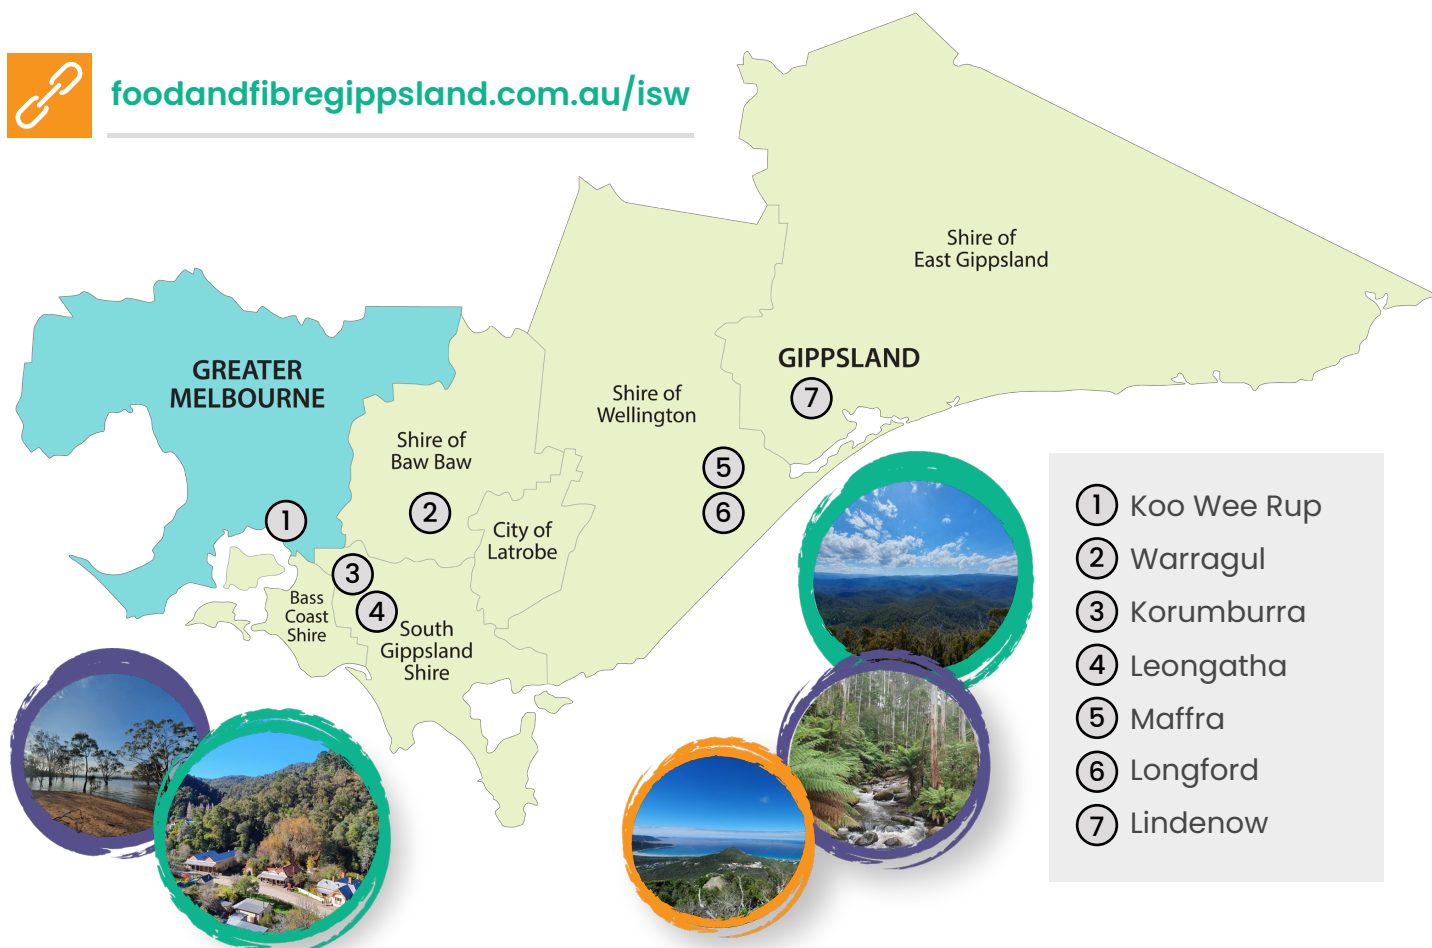 foodandfibregippsland.com.au/isw
Shire of
East Gippsland
GREATER
MELBOURNE
GIPPSLAND
7
Shire of
Wellington
Shire of
Baw Baw
5
6
2
1
City of
Latrobe
3
4
Bass
Coast
Shire
South
Gippsland
Shire
1 Koo Wee Rup
2 Warragul
3 Korumburra
4 Leongatha
5 Maffra
6 Longford
7 Lindenow